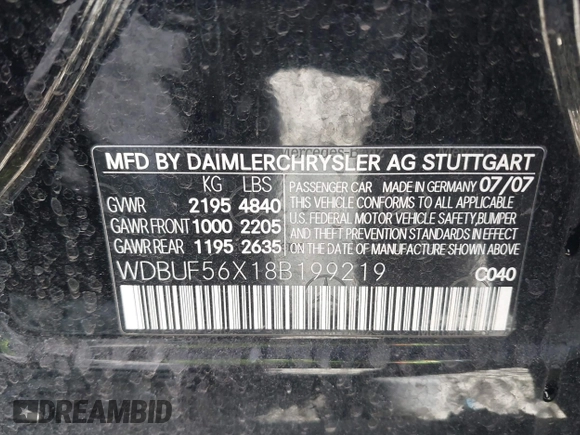 Mercedes-Benz
MFD BY DAIMLERCHRYSLER AG STUTTGART
KG LBS
GVWR 2195 4840
GAWR FRONT 1000 2205
GAWR REAR 1195 2635
PASSENGER CAR MADE IN GERMANY 07/07
THIS VEHICLE CONFORMS TO ALL APPLICABLE
U.S. FEDERAL MOTOR VEHICLE SAFETY, BUMPER
AND THEFT PREVENTION STANDARDS IN EFFECT
ON THE DATE OF MANUFACTURE SHOWN ABOVE.
WDBUF56X18B199219
C040
DREAMBID